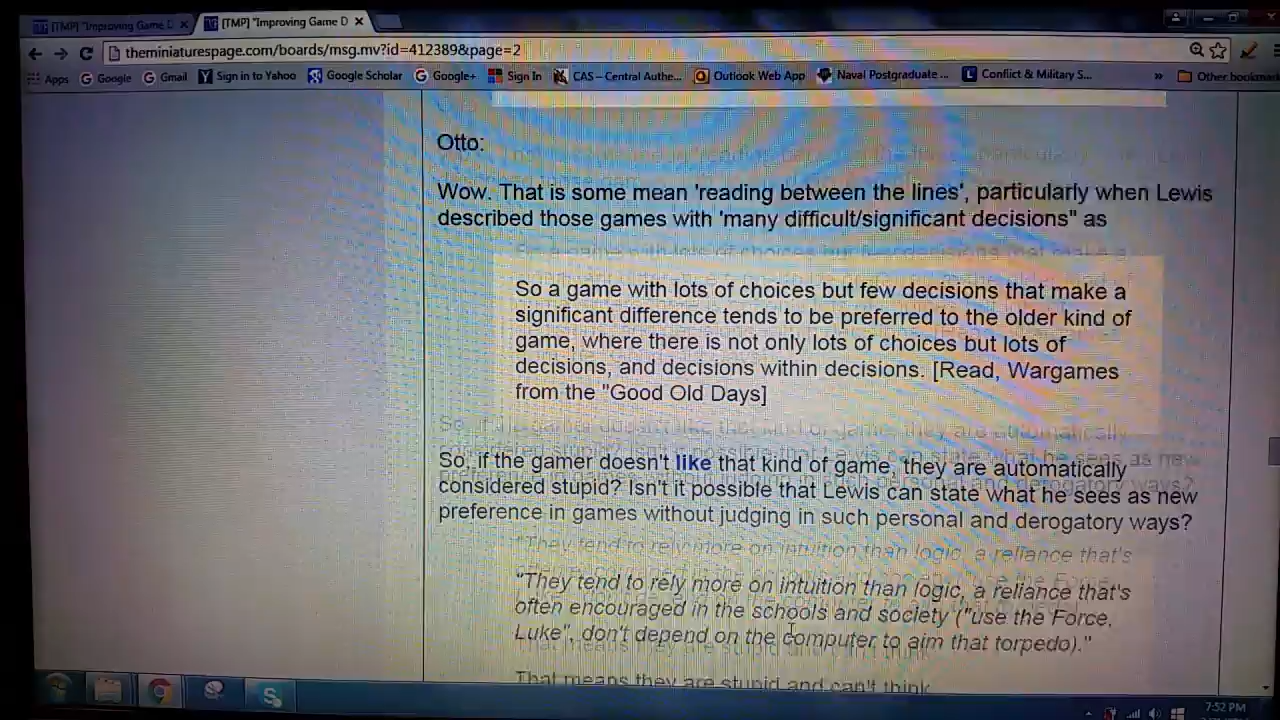 [TMP] "Improving Game D
[TMP] "Improving Game D
theminiaturespage.com/boards/msg.mv?id=412389&page=2
Apps Google Gmail Sign in to Yahoo Google Scholar Google+ Sign In CAS – Central Authe... Outlook Web App Naval Postgraduate ... Conflict & Military S... » Other bookmar
Otto:
Wow. That is some mean 'reading between the lines', particularly when Lewis
described those games with 'many difficult/significant decisions" as
So a game with lots of choices but few decisions that make a
significant difference tends to be preferred to the older kind of
game, where there is not only lots of choices but lots of
decisions, and decisions within decisions. [Read, Wargames
from the "Good Old Days]
So, if the gamer doesn't like that kind of game, they are automatically
considered stupid? Isn't it possible that Lewis can state what he sees as new
preference in games without judging in such personal and derogatory ways?
"They tend to rely more on intuition than logic, a reliance that's
often encouraged in the schools and society ("use the Force,
Luke", don't depend on the computer to aim that torpedo)."
That means they are stupid and can't think
7:52 PM